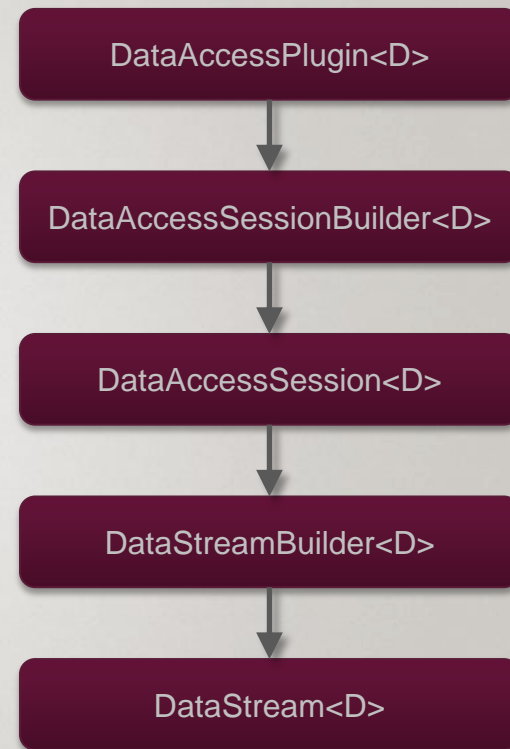 DataAccessPlugin<D>
DataAccessSessionBuilder<D>
DataAccessSession<D>
DataStreamBuilder<D>
DataStream<D>